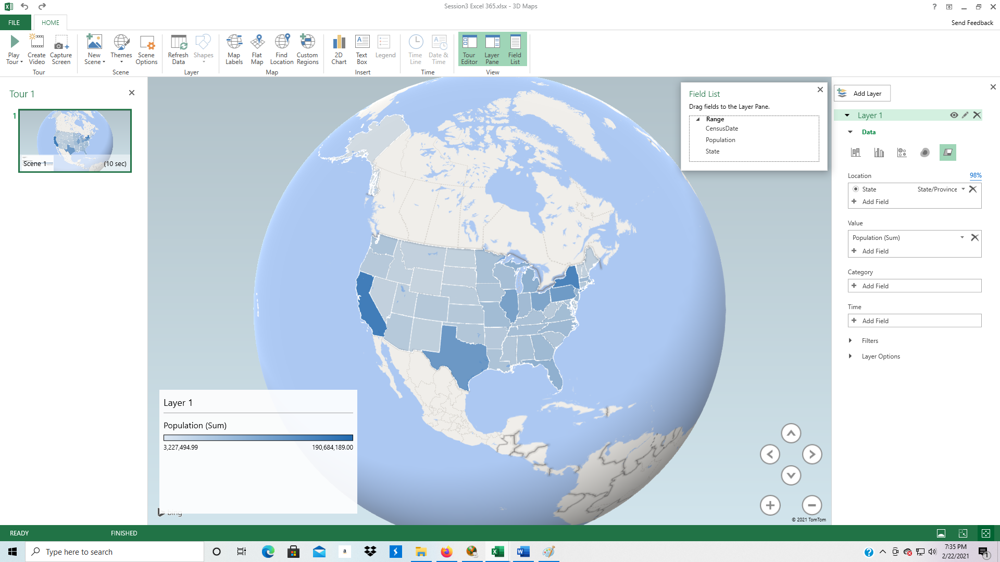 Session3 Excel 365.xlsx - 3D Maps
?
FILE
HOME
Send Feedback
Play Tour
Create Video
Capture Screen
Tour
New Scene
Themes
Scene Options
Scene
Refresh Data
Shapes
Layer
Map Labels
Flat Map
Find Location
Custom Regions
Map
2D Chart
Text Box
Legend
Insert
Time Line
Date & Time
Time
Tour Editor
Layer Pane
Field List
View
Tour 1
1
Scene 1
(10 sec)
Field List
Drag fields to the Layer Pane.
Range
CensusDate
Population
State
Add Layer
Layer 1
Data
Location
98%
State
State/Province
Add Field
Value
Population (Sum)
Add Field
Category
Add Field
Time
Add Field
Filters
Layer Options
Layer 1
Population (Sum)
3,227,494.99
190,684,189.00
bing
© 2021 TomTom
READY
FINISHED
Type here to search
a
7:35 PM
2/22/2021
1